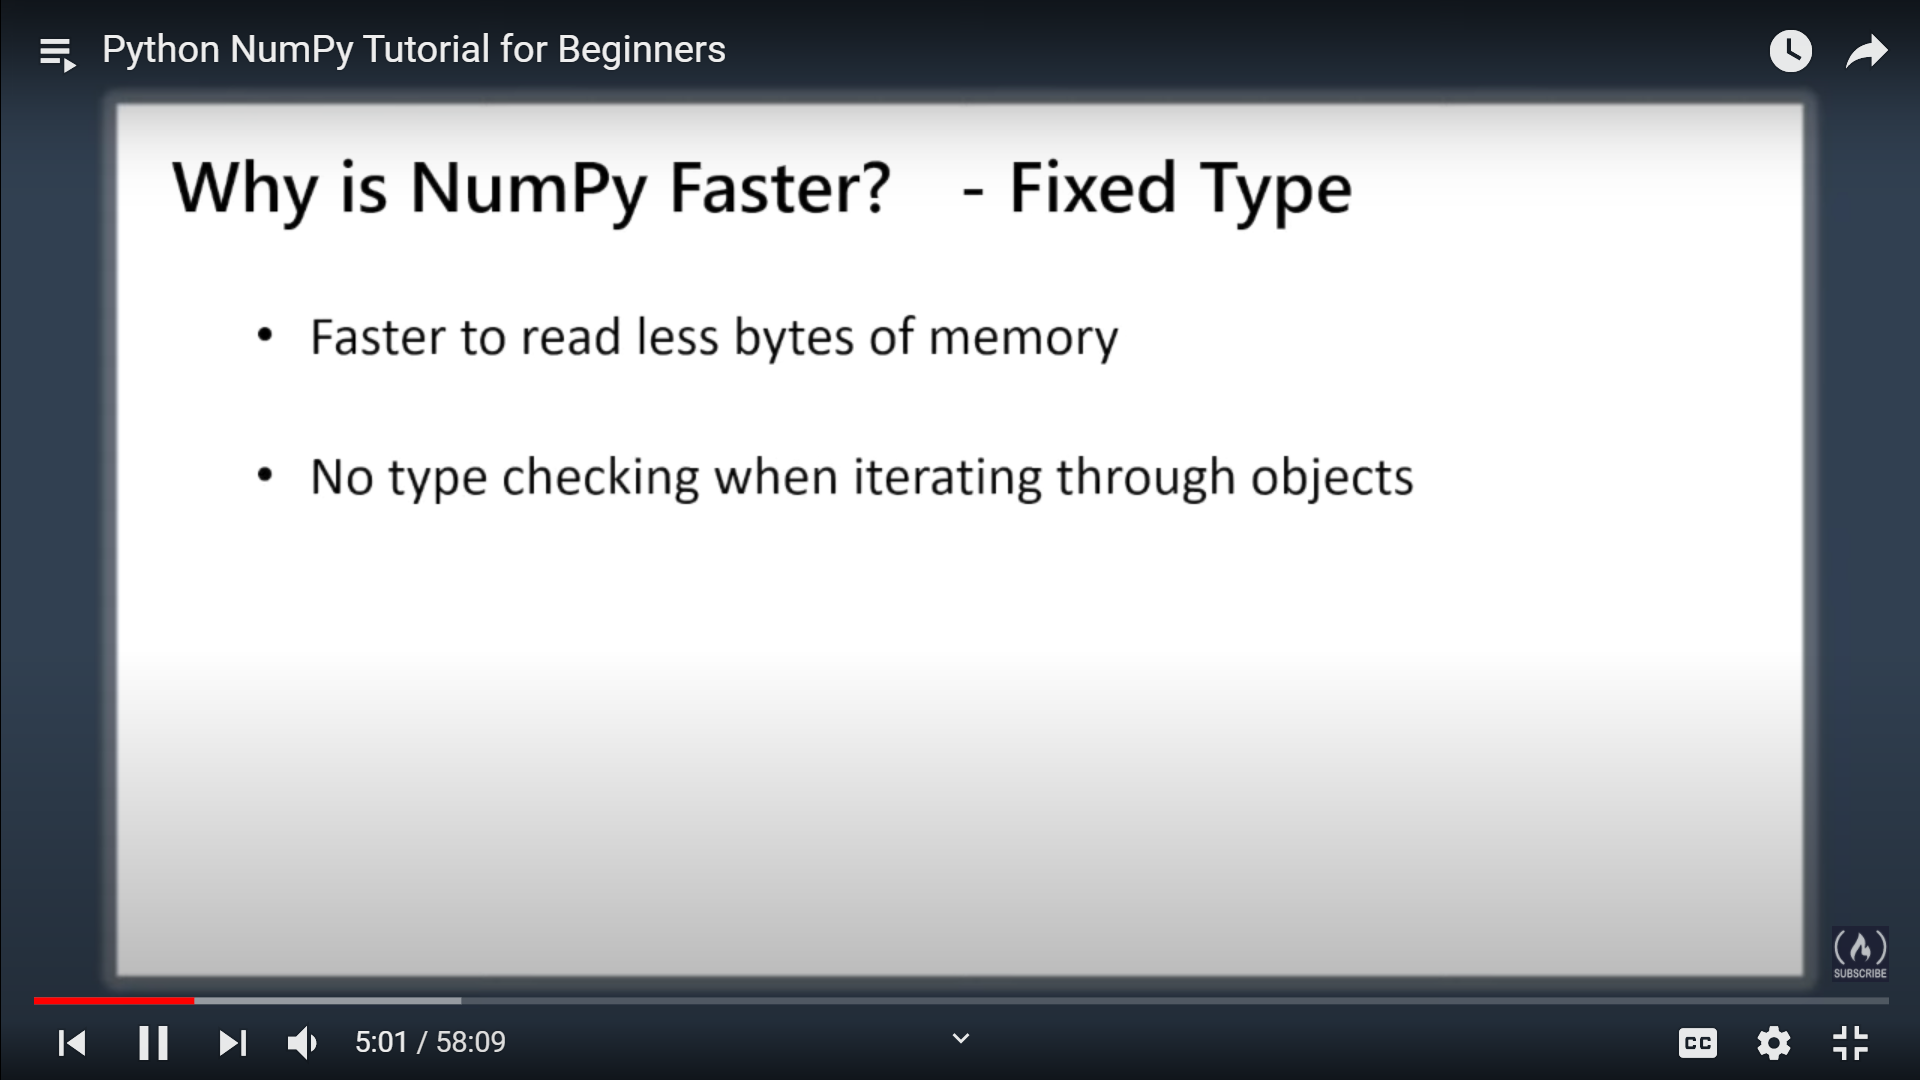 Python NumPy Tutorial for Beginners
Why is NumPy Faster? - Fixed Type
• Faster to read less bytes of memory
• No type checking when iterating through objects
SUBSCRIBE
5:01 / 58:09
CC